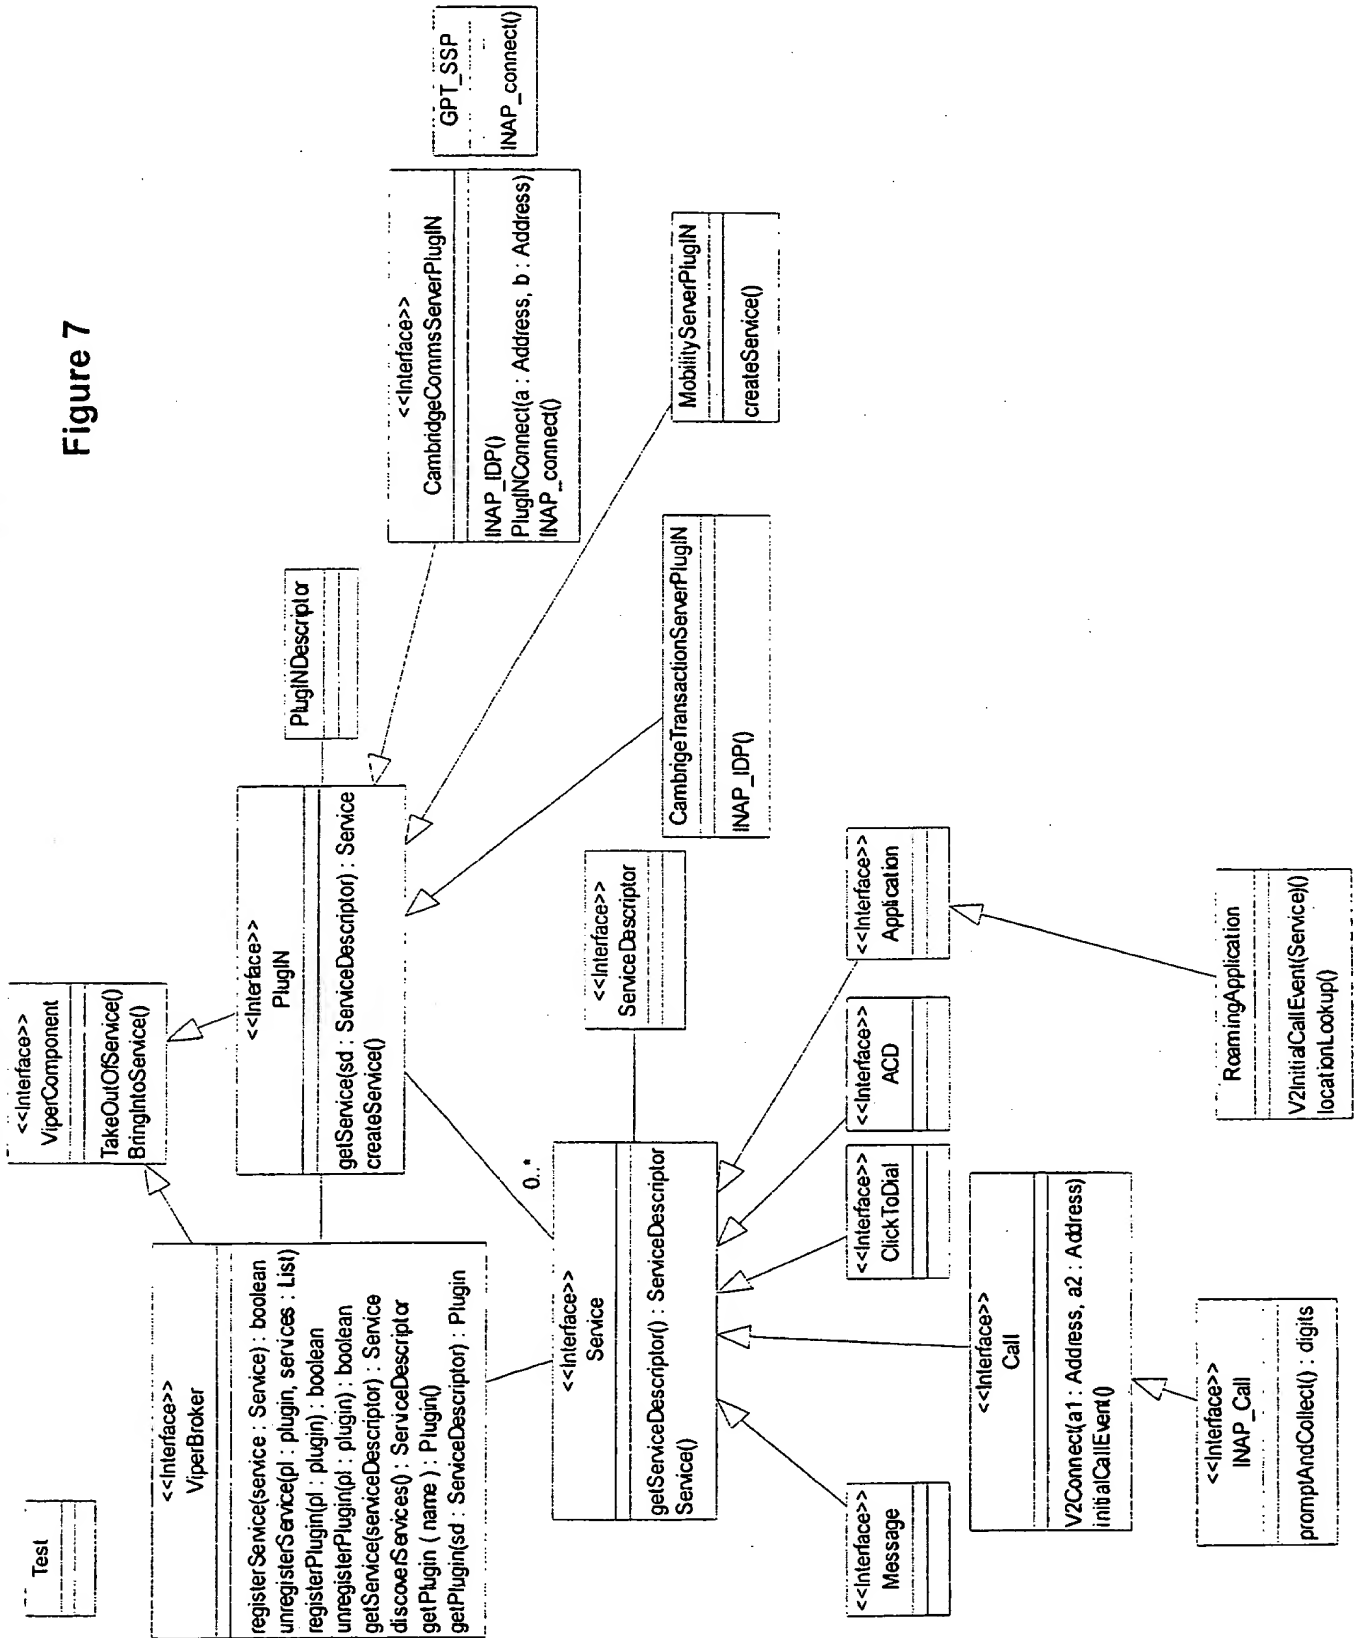 Figure 7
Test
<<Interface>>
ViperComponent
TakeOutOfService()
BringIntoService()
<<Interface>>
ViperBroker
registerService(service : Service) : boolean
unregisterService(pl : plugin, services : List)
registerPlugin(pl : plugin) : boolean
unregisterPlugin(pl : plugin) : boolean
getService(serviceDescriptor) : Service
discoverServices() : ServiceDescriptor
getPlugin ( name ) : Plugin()
getPlugin(sd : ServiceDescriptor) : Plugin
<<Interface>>
PlugIN
getService(sd : ServiceDescriptor) : Service
createService()
PlugINDescriptor
<<Interface>>
CambridgeCommsServerPlugIN
INAP_IDP()
PlugINConnect(a : Address, b : Address)
INAP_connect()
GPT_SSP
INAP_connect()
0..*
<<Interface>>
Service
getServiceDescriptor() : ServiceDescriptor
Service()
<<Interface>>
ServiceDescriptor
CambrigeTransactionServerPlugIN
INAP_IDP()
MobilityServerPlugIN
createService()
<<Interface>>
Message
<<Interface>>
ClickToDial
<<Interface>>
ACD
<<Interface>>
Application
<<Interface>>
Call
V2Connect(a1 : Address, a2 : Address)
initialCallEvent()
<<Interface>>
INAP_Call
promptAndCollect() : digits
RoamingApplication
V2InitialCallEvent(Service)()
locationLookup()